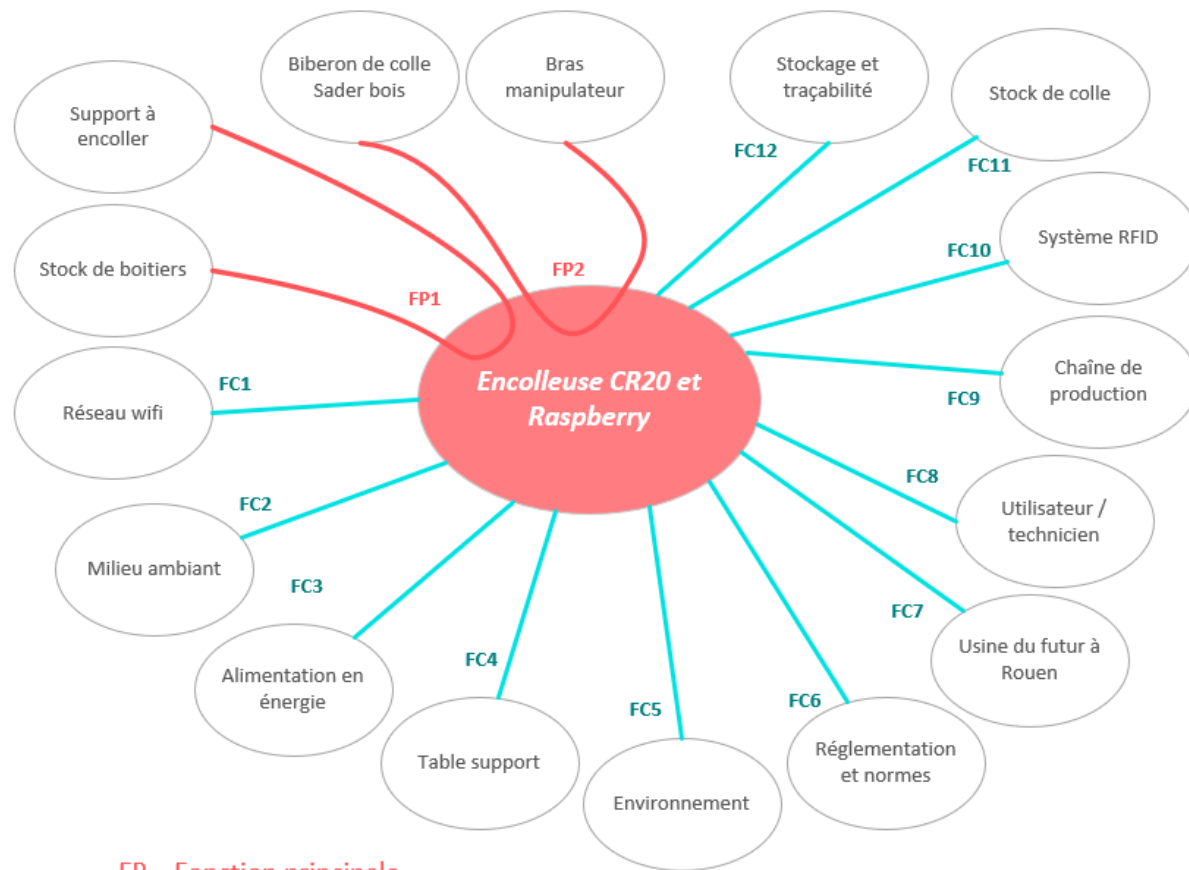 Biberon de colle
Sader bois
Bras
manipulateur
Stockage et
traçabilité
Stock de colle
Support à
encoller
FC12
FC11
Système RFID
Stock de boitiers
FP1
FP2
FC10
Encolleuse CR20 et
Raspberry
Chaîne de
production
FC9
FC1
Réseau wifi
FC8
Utilisateur /
technicien
FC2
Milieu ambiant
FC3
FC7
Usine du futur à
Rouen
Alimentation en
énergie
FC4
FC5
FC6
Table support
Réglementation
et normes
Environnement
FP Fonction principale